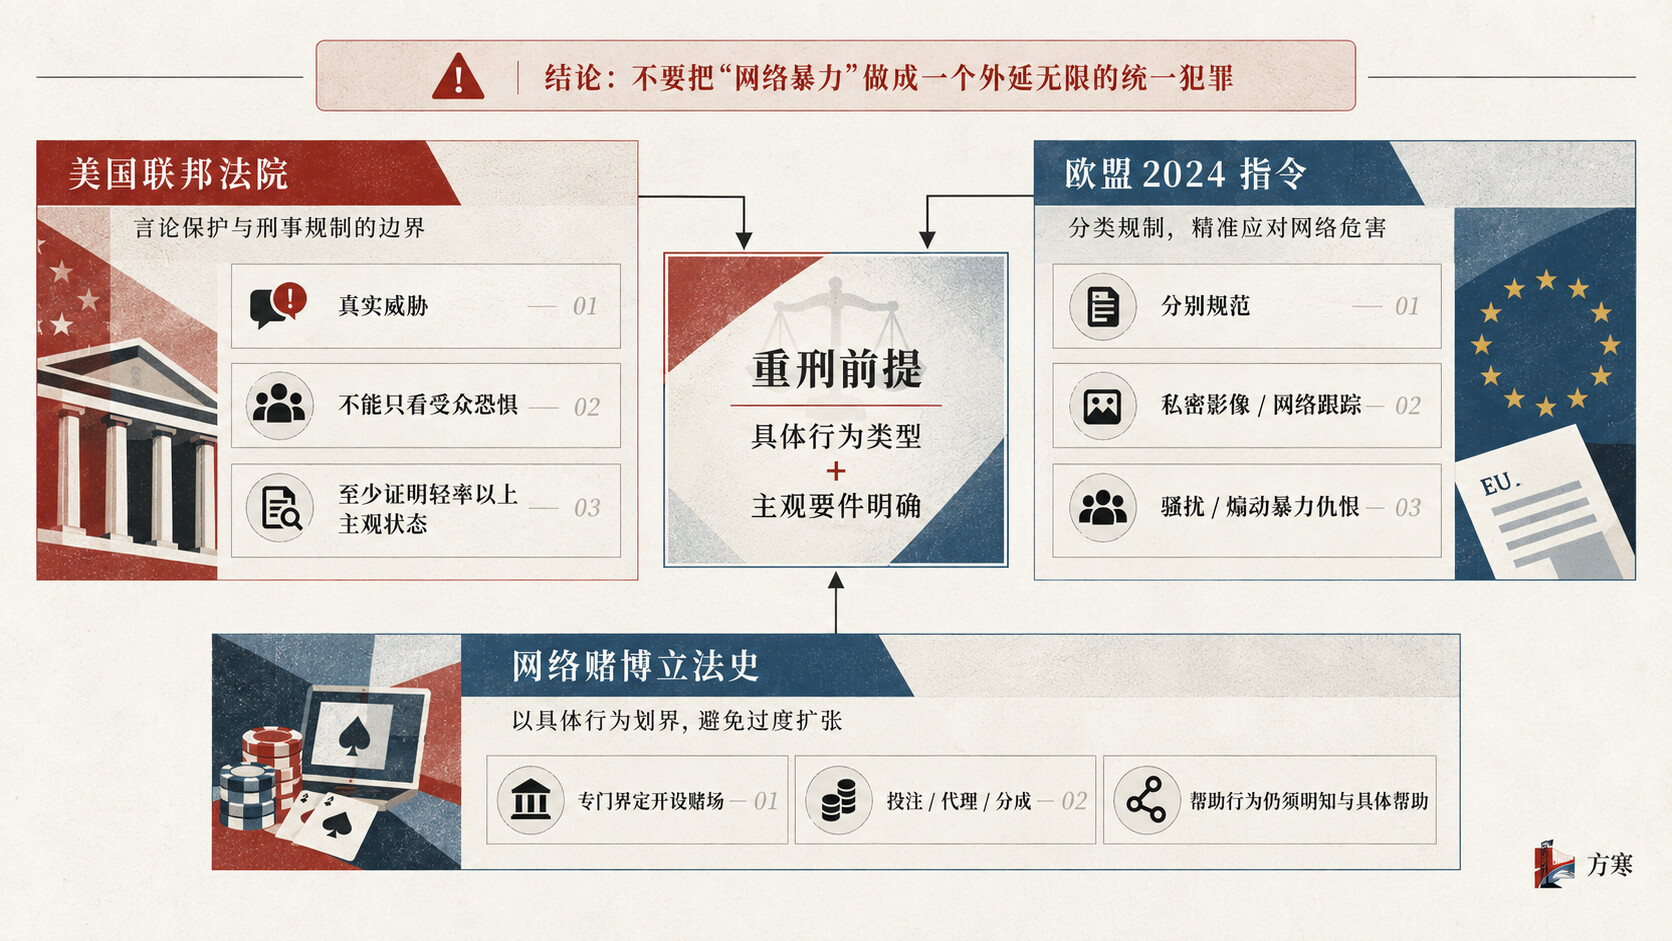 结论：不要把“网络暴力”做成一个外延无限的统一犯罪
美国联邦法院
言论保护与刑事规制的边界
真实威胁 01
不能只看受众恐惧 02
至少证明轻率以上
主观状态 03
重刑前提
具体行为类型
+
主观要件明确
欧盟 2024 指令
分类规制，精准应对网络危害
分别规范 01
私密影像 / 网络跟踪 02
骚扰 / 煽动暴力仇恨 03
EU.
网络赌博立法史
以具体行为划界, 避免过度扩张
专门界定开设赌场 01
投注 / 代理 / 分成 02
帮助行为仍须明知与具体帮助
方寒